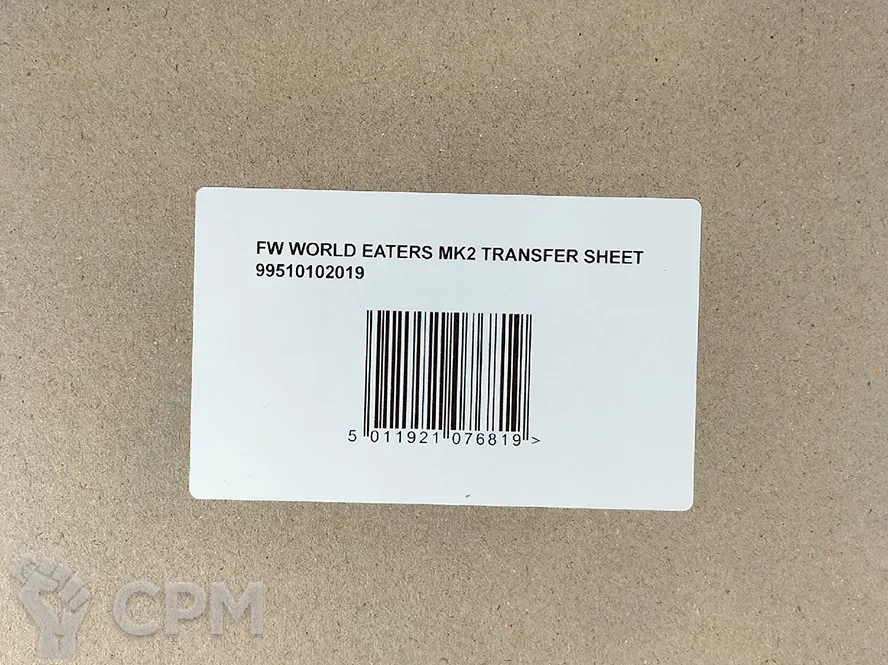 FW WORLD EATERS MK2 TRANSFER SHEET
99510102019
5 011921 076819 >
CPM